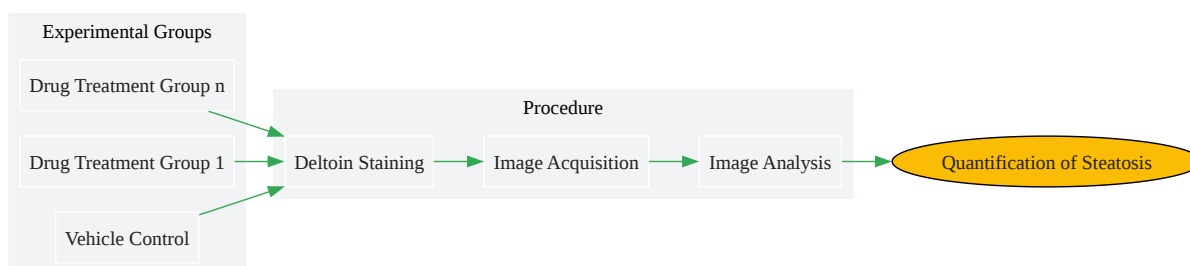 Experimental Groups
Drug Treatment Group n
Drug Treatment Group 1
Vehicle Control
Procedure
Deltoin Staining
Image Acquisition
Image Analysis
Quantification of Steatosis